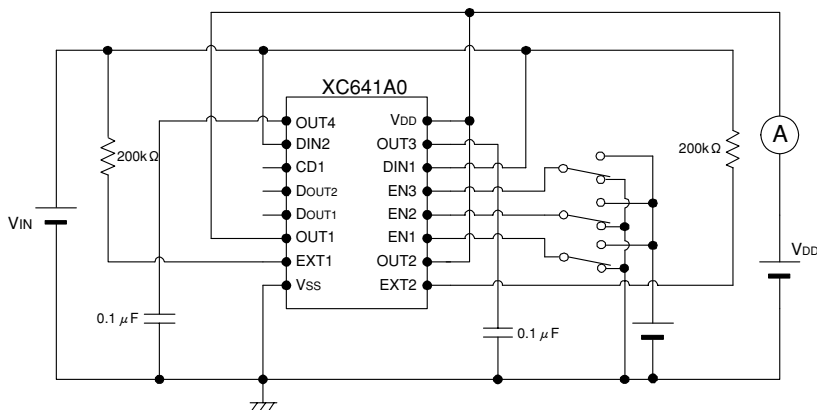 XC641A0
OUT4
DIN2
CD1
DOUT2
DOUT1
OUT1
EXT1
VSS
VDD
OUT3
DIN1
EN3
EN2
EN1
OUT2
EXT2
200kΩ
200kΩ
A
VIN
VDD
0.1 μF
0.1 μF